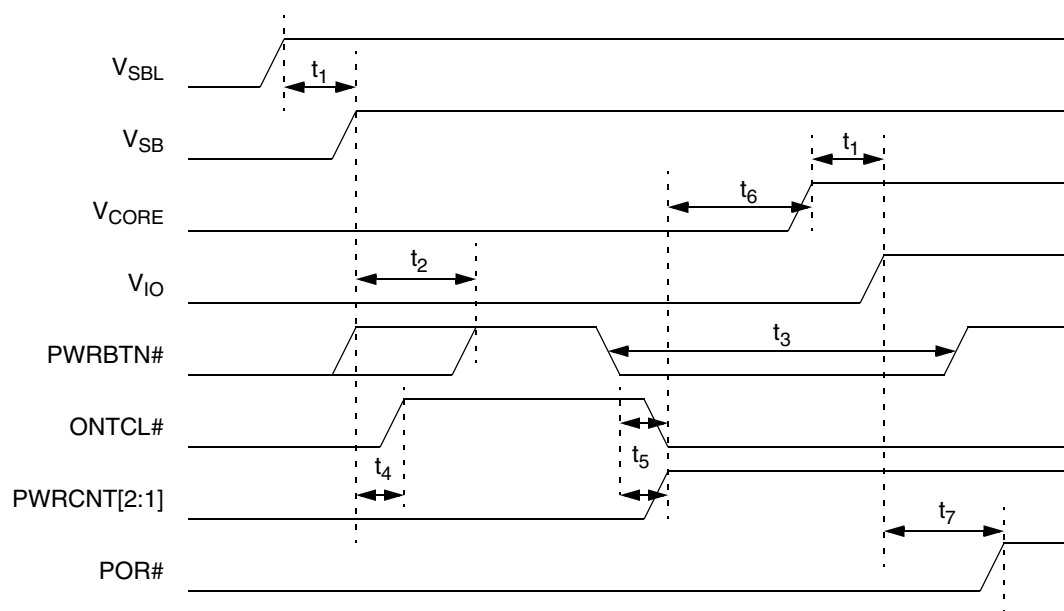 V_SBL
t_1
V_SB
t_1
V_CORE
t_6
V_IO
t_2
PWRBTN#
t_3
ONTCL#
t_4
t_5
PWRCNT[2:1]
t_7
POR#